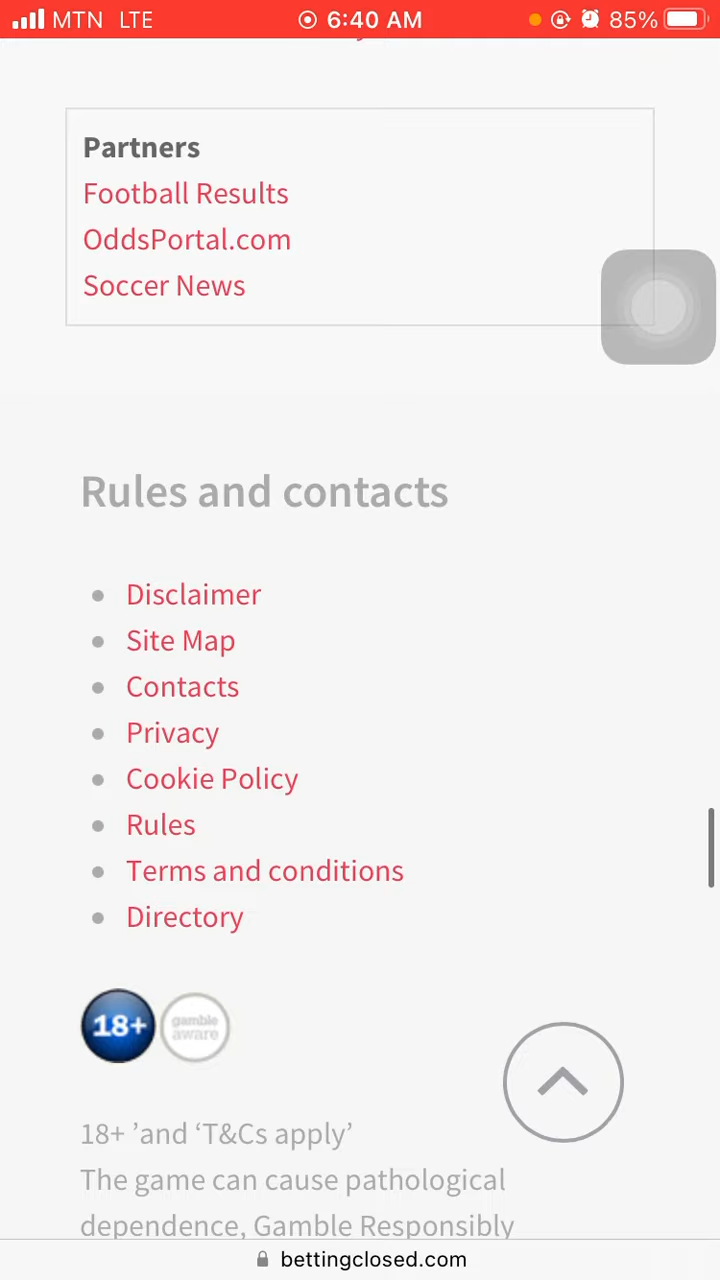 MTN LTE 6:40 AM 85%
Partners
Football Results
OddsPortal.com
Soccer News
Rules and contacts
Disclaimer
Site Map
Contacts
Privacy
Cookie Policy
Rules
Terms and conditions
Directory
18+ gamble
aware
18+ ’and ‘T&Cs apply’
The game can cause pathological
dependence, Gamble Responsibly
bettingclosed.com